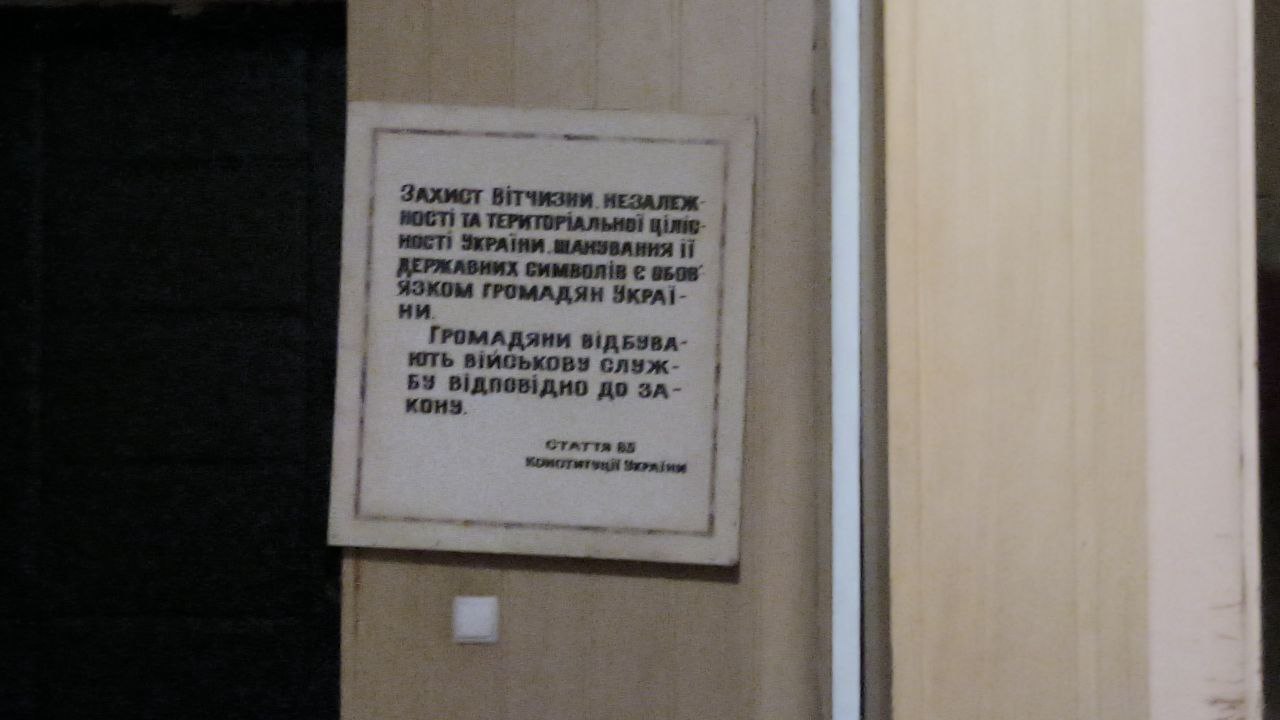 Захист Вітчизни, незалеж-
ності та територіальної ціліс-
ності України, шанування її
державних символів є обов'
язком громадян Украї-
ни.
Громадяни відбува-
ють військову служ-
бу відповідно до за-
кону.
Стаття 65
Конституції України